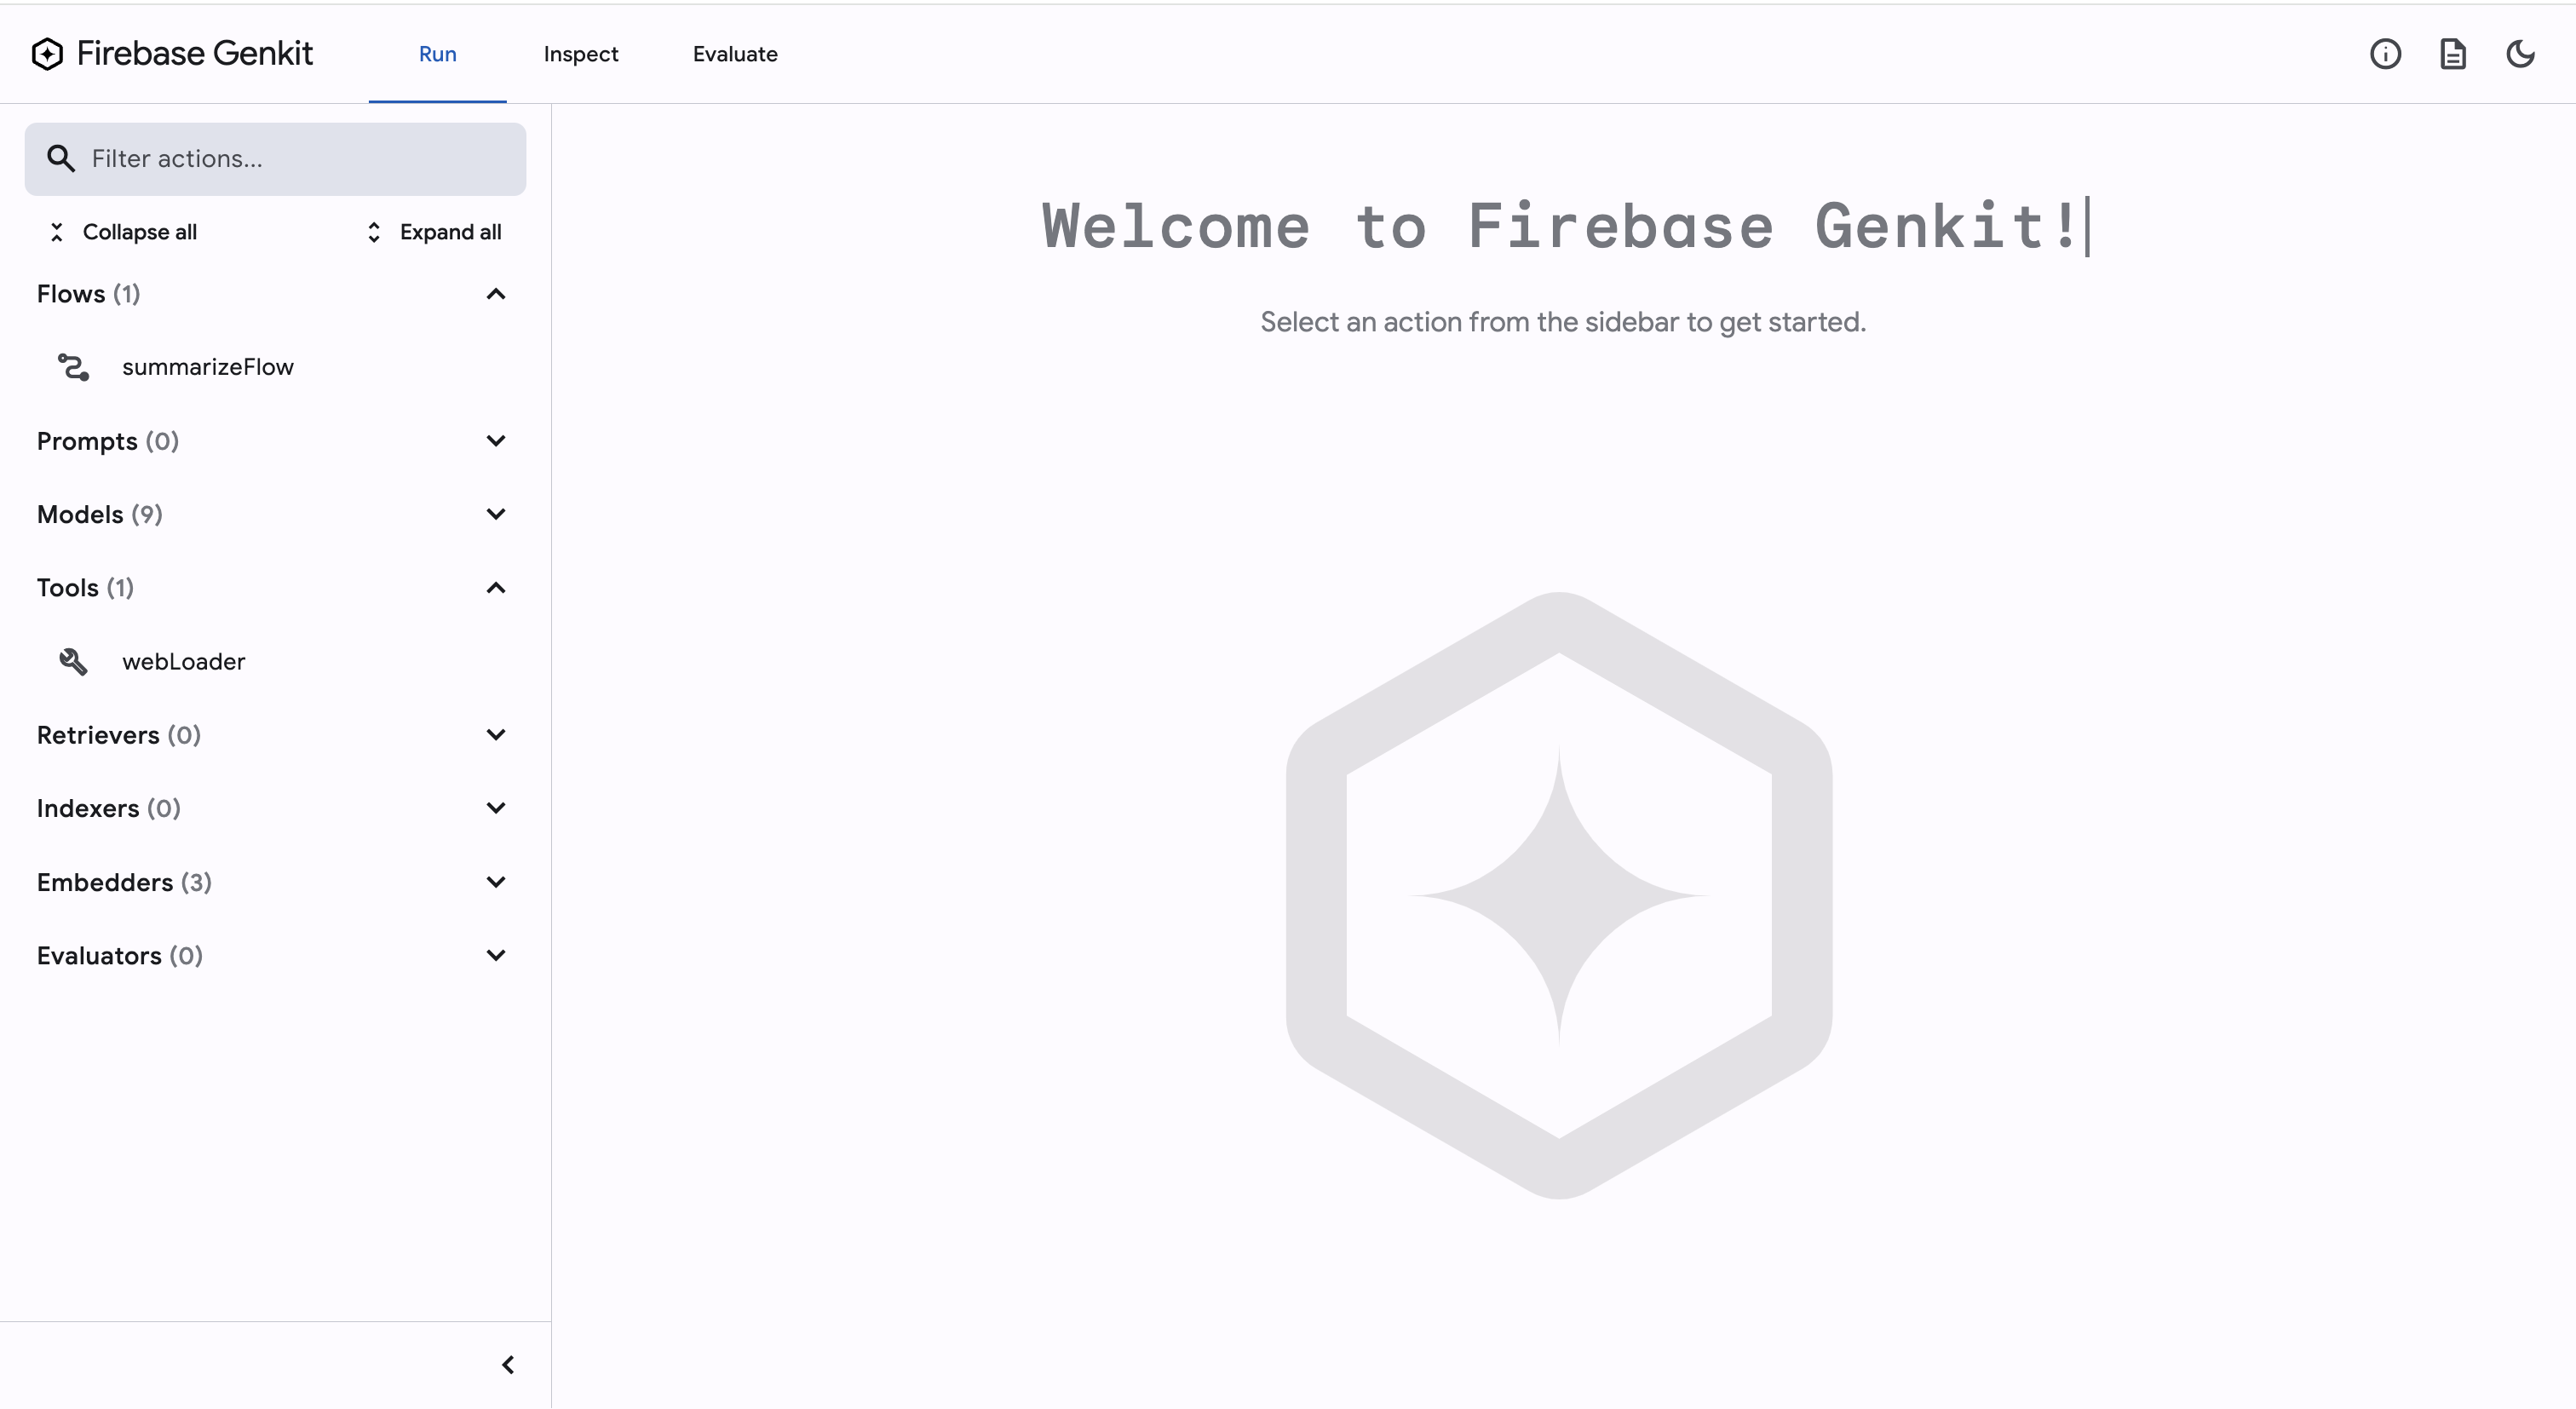 Firebase Genkit
Run
Inspect
Evaluate
Filter actions...
Collapse all
Expand all
Flows (1)
summarizeFlow
Prompts (0)
Models (9)
Tools (1)
webLoader
Retrievers (0)
Indexers (0)
Embedders (3)
Evaluators (0)
Welcome to Firebase Genkit!
Select an action from the sidebar to get started.